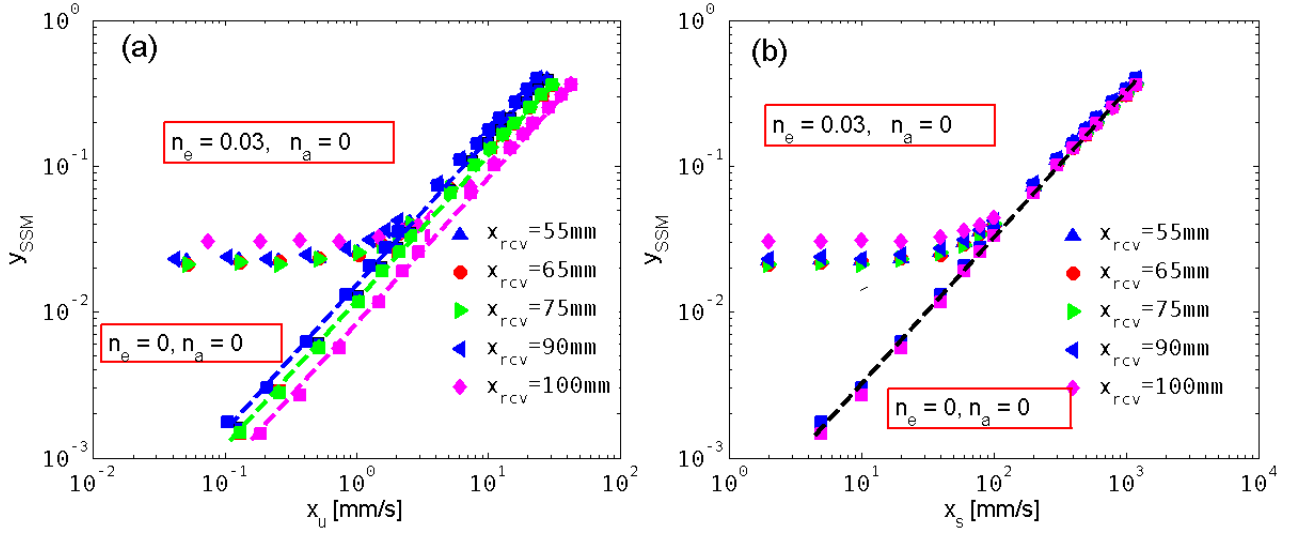 (a)
10^0
10^-1
10^-2
10^-3
y_SSM
n_e = 0.03, n_a = 0
n_e = 0, n_a = 0
x_rcv=55mm
x_rcv=65mm
x_rcv=75mm
x_rcv=90mm
x_rcv=100mm
10^-2 10^-1 10^0 10^1 10^2
x_u [mm/s]
(b)
10^0
10^-1
10^-2
10^-3
y_SSM
n_e = 0.03, n_a = 0
x_rcv=55mm
x_rcv=65mm
x_rcv=75mm
x_rcv=90mm
x_rcv=100mm
n_e = 0, n_a = 0
10^0 10^1 10^2 10^3 10^4
x_s [mm/s]